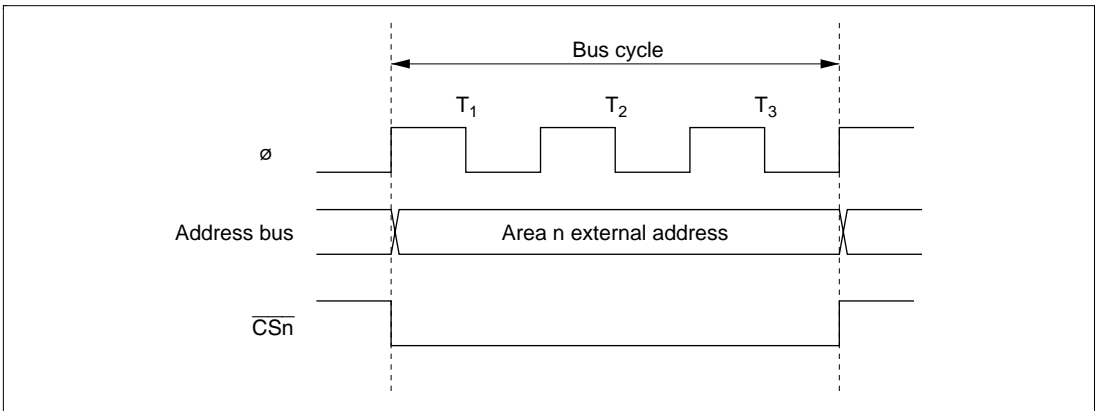 Bus cycle
T1 T2 T3
ø
Address bus Area n external address
CSn